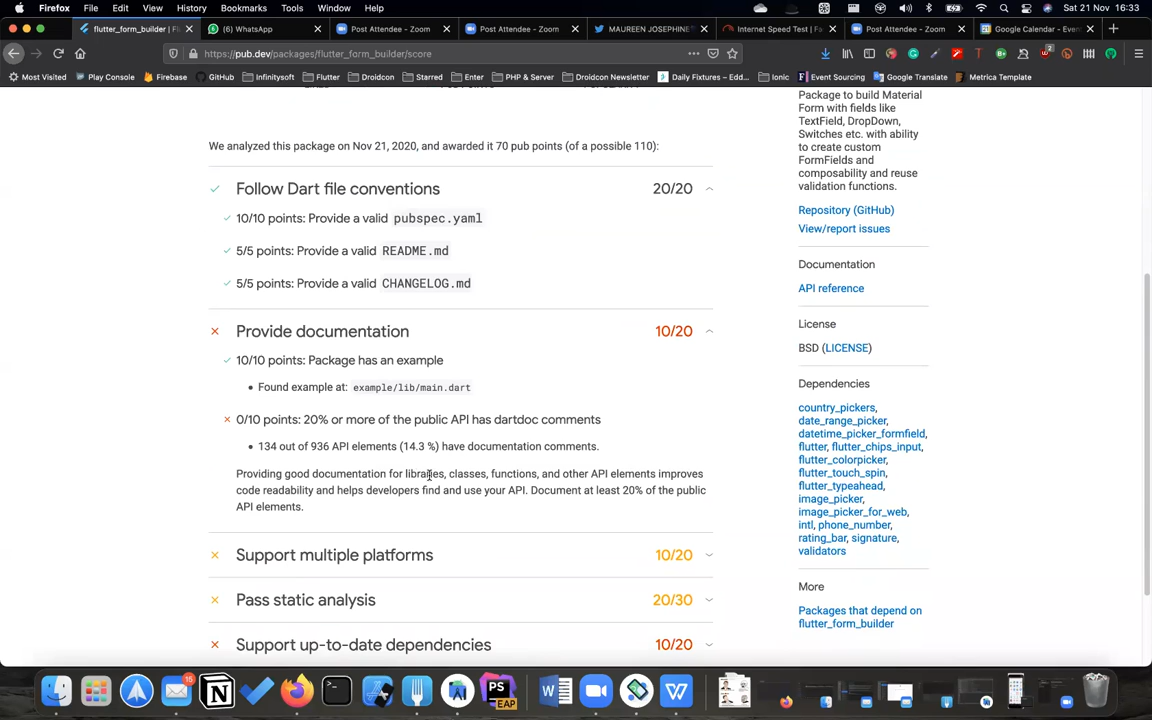 Firefox File Edit View History Bookmarks Tools Window Help Sat 21 Nov 16:33
flutter_form_builder | Flu
WhatsApp
Post Attendee - Zoom
Post Attendee - Zoom
MAUREEN JOSEPHINE
Internet Speed Test | Fa
Post Attendee - Zoom
Google Calendar - Even
https://pub.dev/packages/flutter_form_builder/score
2
Most Visited Play Console Firebase GitHub Infinitysoft Flutter Droidcon Starred Enter PHP & Server Droidcon Newsletter Daily Fixtures – Edd... Ionic Event Sourcing Google Translate Metrica Template
We analyzed this package on Nov 21, 2020, and awarded it 70 pub points (of a possible 110):
Follow Dart file conventions 20/20
10/10 points: Provide a valid pubspec.yaml
5/5 points: Provide a valid README.md
5/5 points: Provide a valid CHANGELOG.md
Provide documentation 10/20
10/10 points: Package has an example
• Found example at: example/lib/main.dart
0/10 points: 20% or more of the public API has dartdoc comments
• 134 out of 936 API elements (14.3 %) have documentation comments.
Providing good documentation for libraries, classes, functions, and other API elements improves
code readability and helps developers find and use your API. Document at least 20% of the public
API elements.
Support multiple platforms 10/20
Pass static analysis 20/30
Support up-to-date dependencies 10/20
Package to build Material
Form with fields like
TextField, DropDown,
Switches etc. with ability
to create custom
FormFields and
composability and reuse
validation functions.
Repository (GitHub)
View/report issues
Documentation
API reference
License
BSD (LICENSE)
Dependencies
country_pickers,
date_range_picker,
datetime_picker_formfield,
flutter, flutter_chips_input,
flutter_colorpicker,
flutter_touch_spin,
flutter_typeahead,
image_picker,
image_picker_for_web,
intl, phone_number,
rating_bar, signature,
validators
More
Packages that depend on
flutter_form_builder
15
PS
EAP